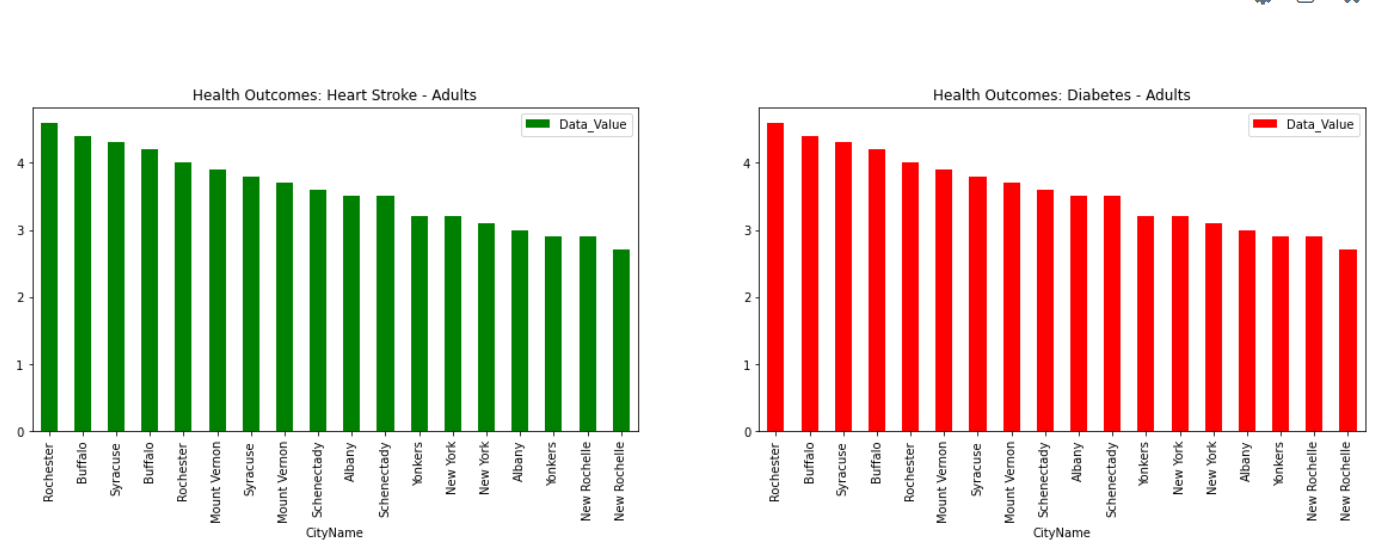 Health Outcomes: Heart Stroke - Adults
Data_Value
4
3
2
1
0
Rochester
Buffalo
Syracuse
Buffalo
Rochester
Mount Vernon
Syracuse
Mount Vernon
Schenectady
Albany
Schenectady
Yonkers
New York
New York
Albany
Yonkers
New Rochelle
New Rochelle
CityName
Health Outcomes: Diabetes - Adults
Data_Value
4
3
2
1
0
Rochester
Buffalo
Syracuse
Buffalo
Rochester
Mount Vernon
Syracuse
Mount Vernon
Schenectady
Albany
Schenectady
Yonkers
New York
New York
Albany
Yonkers
New Rochelle
New Rochelle
CityName